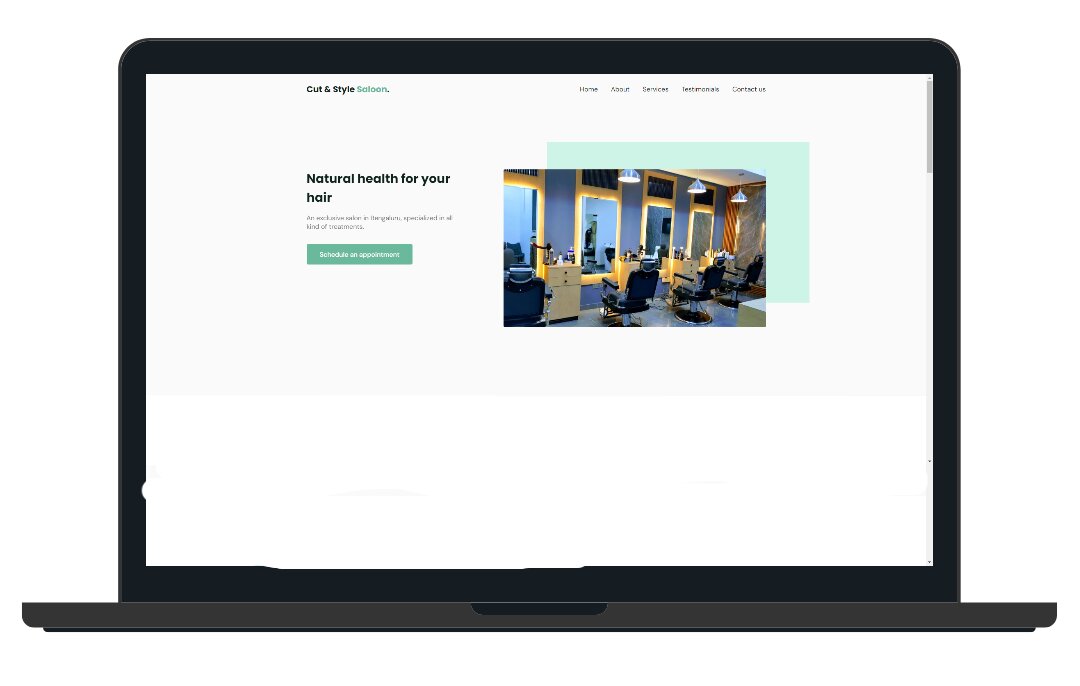 Cut & Style Saloon.
Home About Services Testimonials Contact us
Natural health for your
hair
An exclusive salon in Bengaluru, specialized in all
kind of treatments.
Schedule an appointment